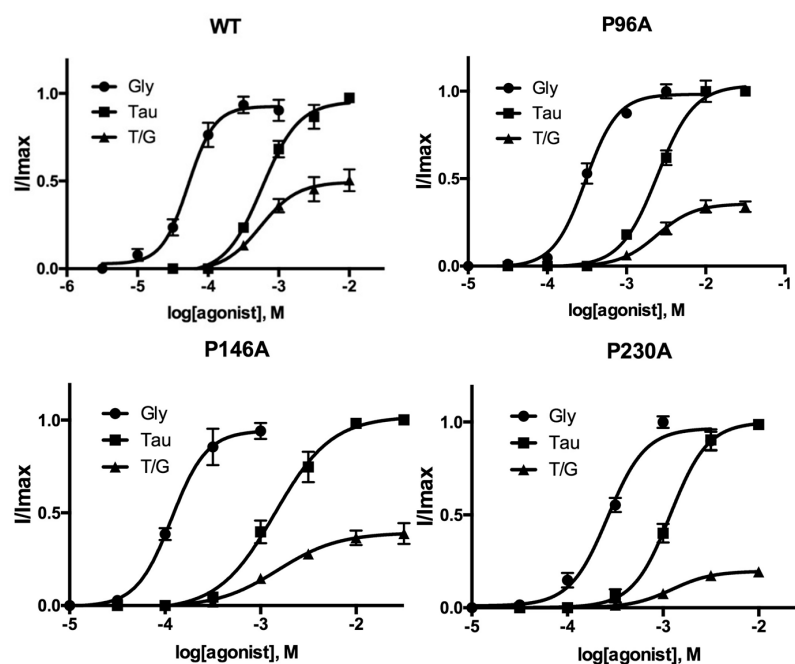 WT
Gly
Tau
T/G
I/Imax
1.0
0.5
0.0
-6 -5 -4 -3 -2
log[agonist], M
P96A
Gly
Tau
T/G
I/Imax
1.0
0.5
0.0
-5 -4 -3 -2 -1
log[agonist], M
P146A
Gly
Tau
T/G
I/Imax
1.0
0.5
0.0
-5 -4 -3 -2
log[agonist], M
P230A
Gly
Tau
T/G
I/Imax
1.0
0.5
0.0
-5 -4 -3 -2
log[agonist], M